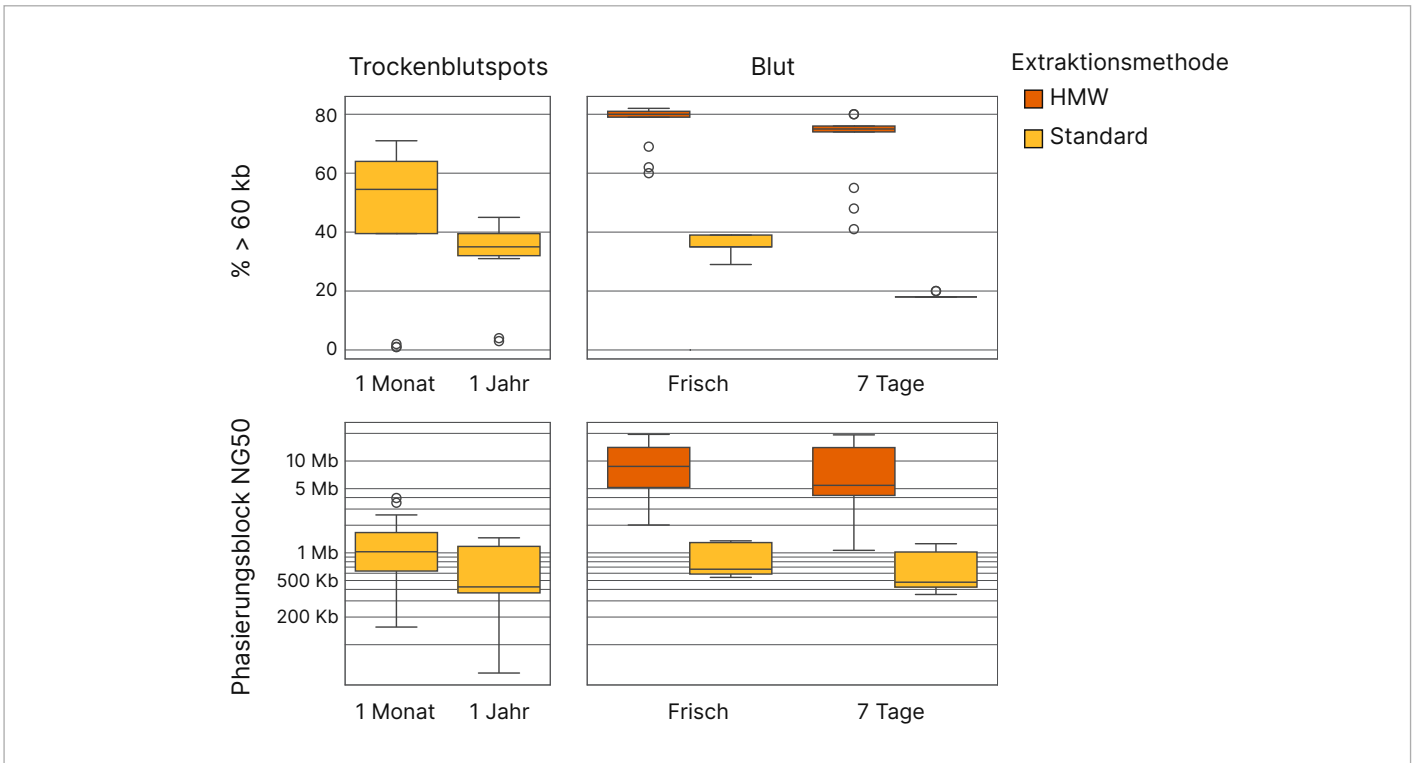 Trockenblutspots
Blut
Extraktionsmethode
HMW
Standard
% > 60 kb
80
60
40
20
0
1 Monat
1 Jahr
Frisch
7 Tage
Phasierungsblock NG50
10 Mb
5 Mb
1 Mb
500 Kb
200 Kb
1 Monat
1 Jahr
Frisch
7 Tage